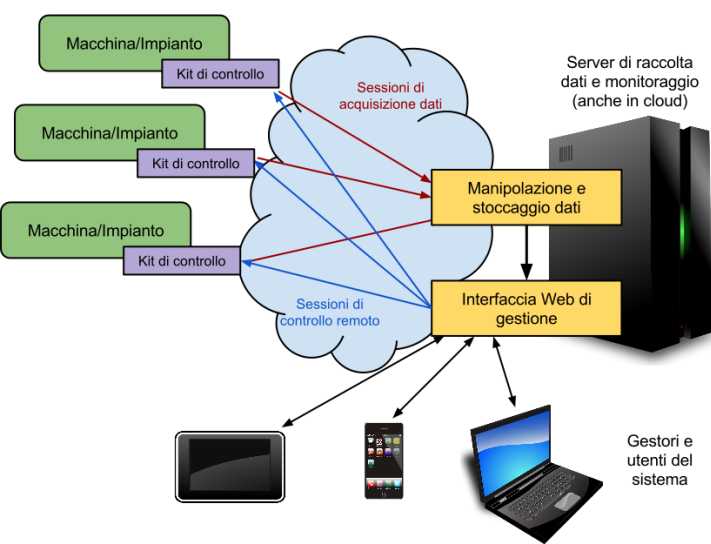 Macchina/Impianto
Kit di controllo
Macchina/Impianto
Kit di controllo
Macchina/Impianto
Kit di controllo
Sessioni di
acquisizione dati
Sessioni di
controllo remoto
Server di raccolta
dati e monitoraggio
(anche in cloud)
Manipolazione e
stoccaggio dati
Interfaccia Web di
gestione
Gestori e
utenti del
sistema